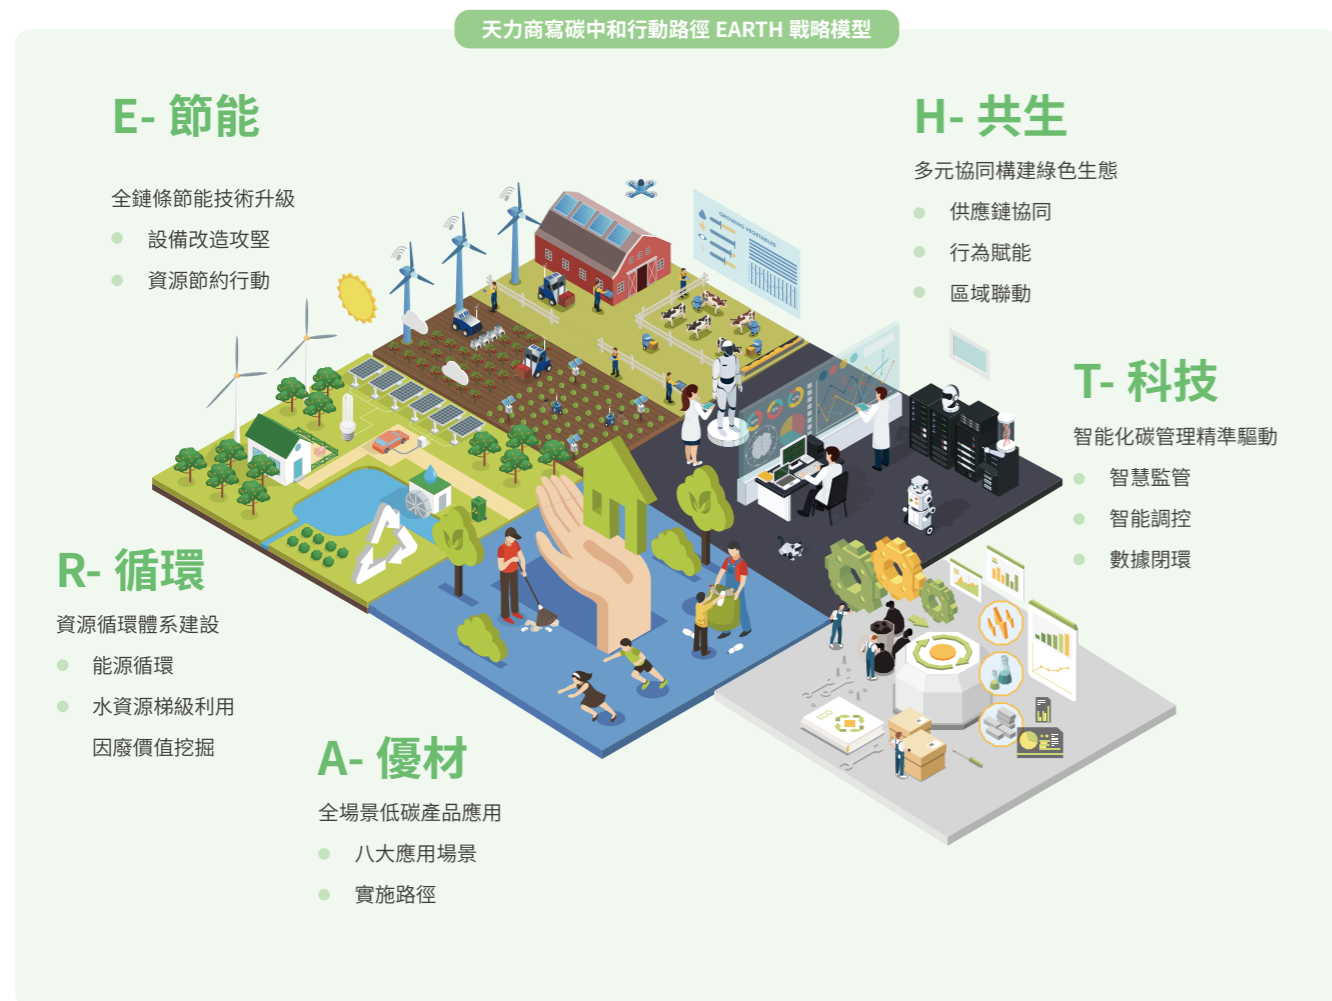 天力商寫碳中和行動路徑 EARTH 戰略模型
E- 節能
全鏈條節能技術升級
設備改造攻堅
資源節約行動
H- 共生
多元協同構建綠色生態
供應鏈協同
行為賦能
區域聯動
GROWING VEGETABLES
T- 科技
智能化碳管理精準驅動
智慧監管
智能調控
數據閉環
R- 循環
資源循環體系建設
能源循環
水資源梯級利用
因廢價值挖掘
ECO
A- 優材
全場景低碳產品應用
八大應用場景
實施路徑